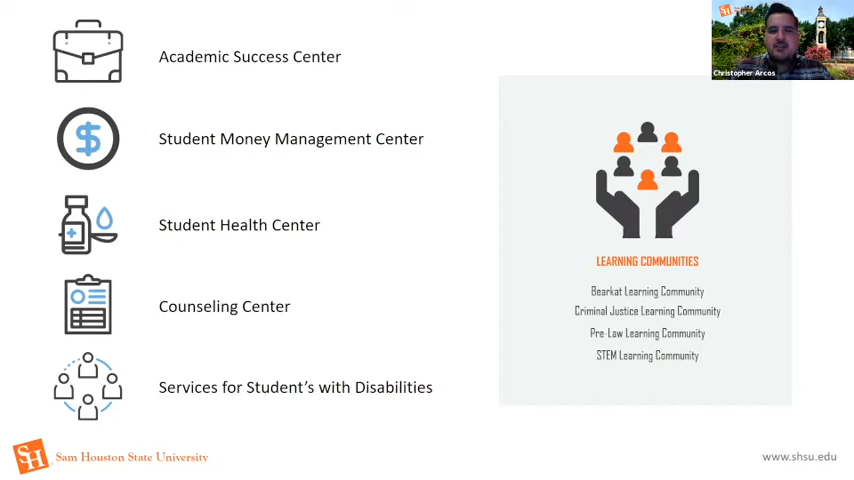 Academic Success Center
Student Money Management Center
Student Health Center
Counseling Center
Services for Student's with Disabilities
Christopher Arcos
LEARNING COMMUNITIES
Bearkat Learning Community
Criminal Justice Learning Community
Pre-Law Learning Community
STEM Learning Community
SH Sam Houston State University
www.shsu.edu